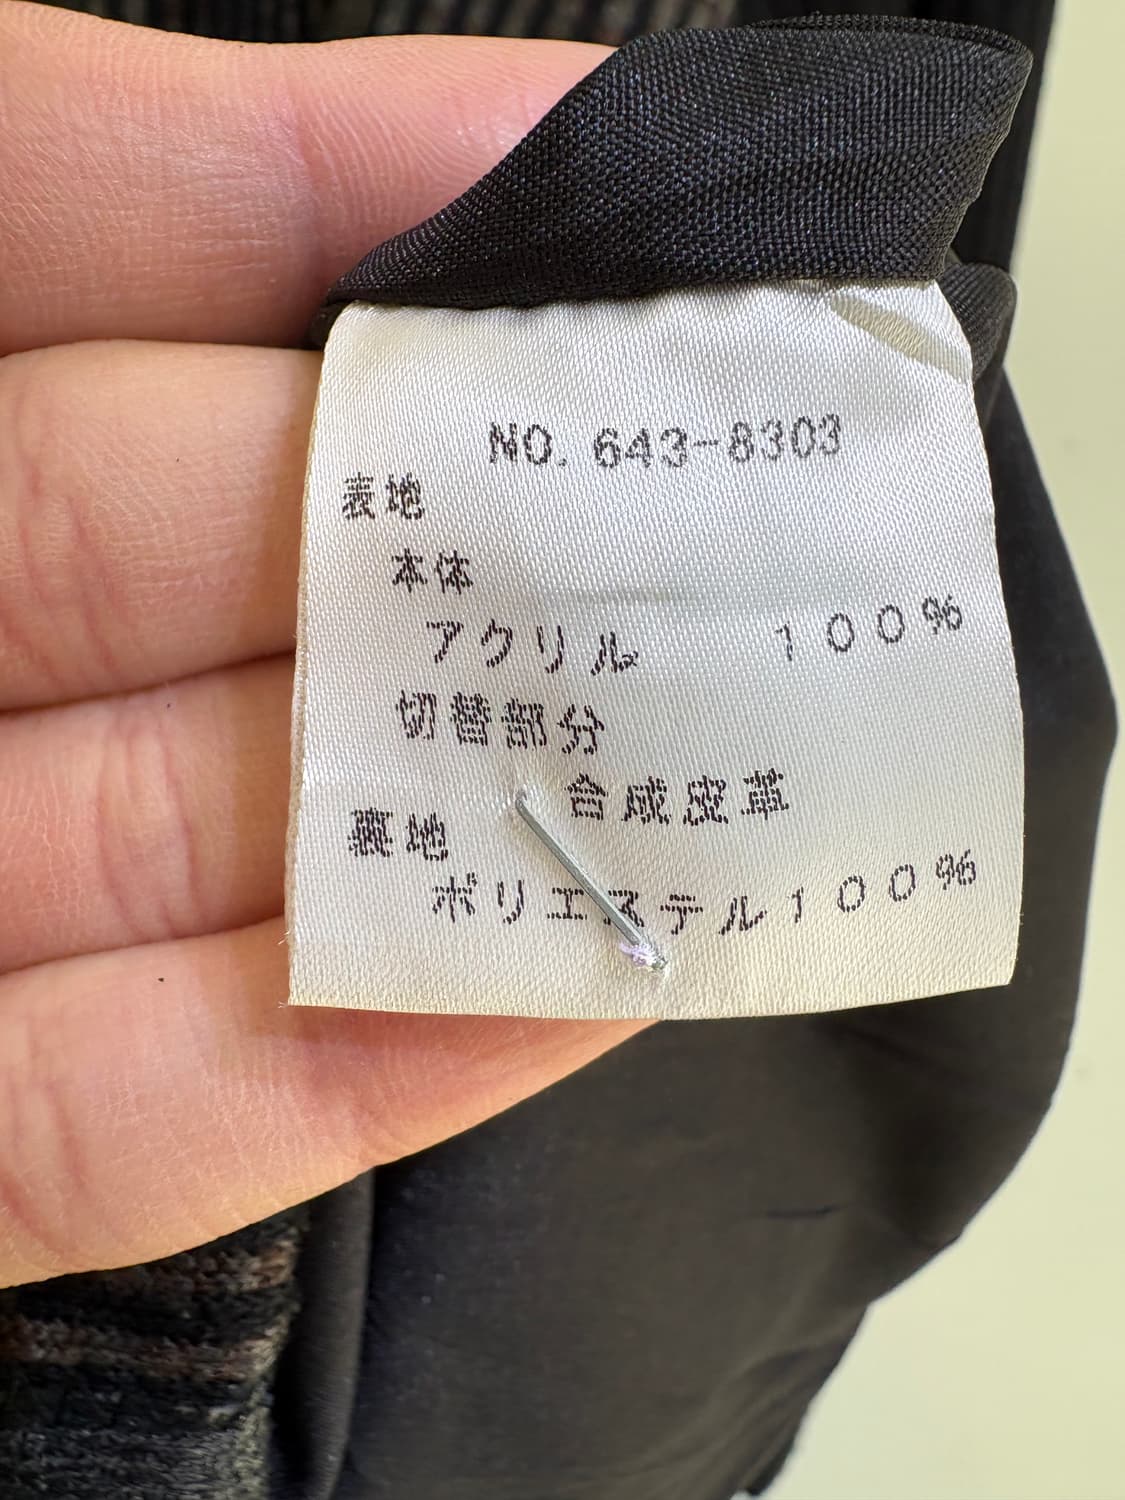 NO. 643-8303
表地
本体
アクリル 100%
切替部分
合成皮革
裏地
ポリエステル100%